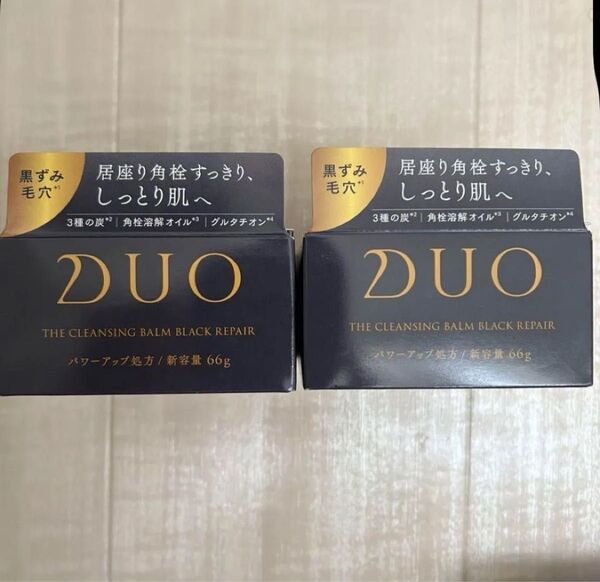 黒ずみ
毛穴*1
居座り角栓すっきり、
しっとり肌へ
3種の炭*2 | 角栓溶解オイル*3 | グルタチオン*4
DUO
THE CLEANSING BALM BLACK REPAIR
パワーアップ処方 / 新容量 66g
黒ずみ
毛穴*1
居座り角栓すっきり、
しっとり肌へ
3種の炭*2 | 角栓溶解オイル*3 | グルタチオン*4
DUO
THE CLEANSING BALM BLACK REPAIR
パワーアップ処方 / 新容量 66g